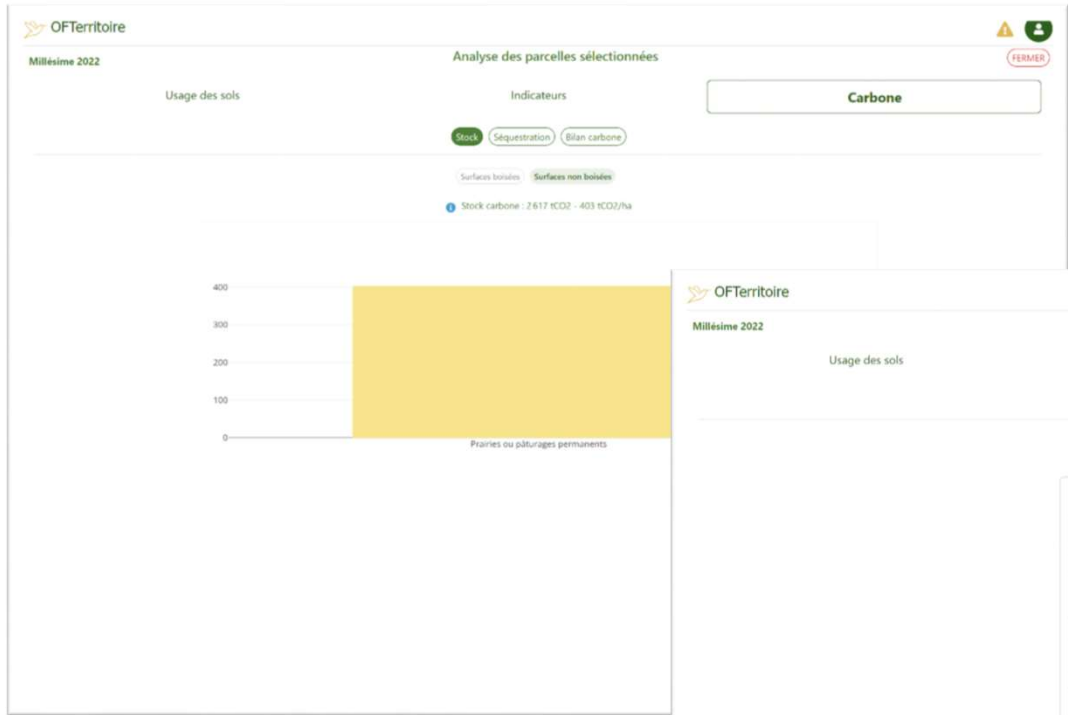 OFTerritoire
Millésime 2022
Analyse des parcelles sélectionnées
FERMER
Usage des sols
Indicateurs
Carbone
Stock
Séquestration
Bilan carbone
Surfaces boisées
Surfaces non boisées
Stock carbone : 2 617 tCO2 - 403 tCO2/ha
400
300
200
100
0
Prairies ou pâturages permanents
OFTerritoire
Millésime 2022
Usage des sols